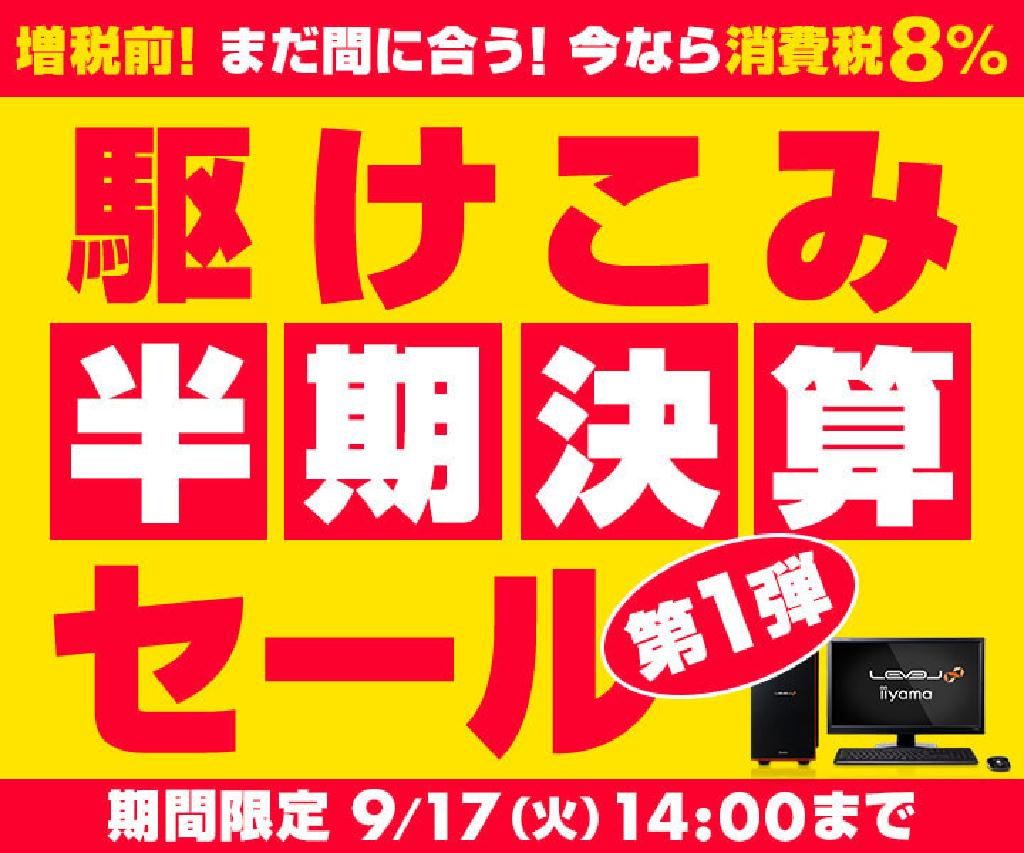 増税前! まだ間に合う! 今なら消費税8%
駆けこみ
半期決算
セール
第1弾
LEVEL∞
iiyama
期間限定 9/17(火)14:00まで